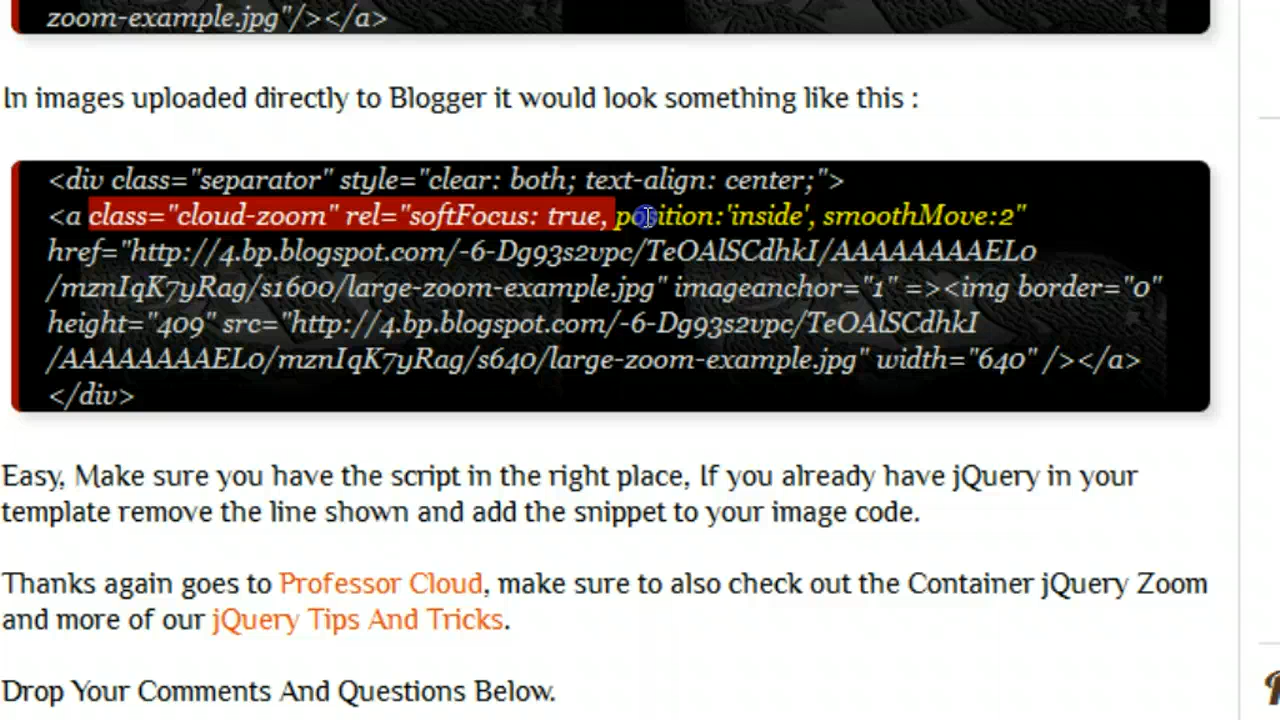 zoom-example.jpg"/></a>
In images uploaded directly to Blogger it would look something like this :
<div class="separator" style="clear: both; text-align: center;">
<a class="cloud-zoom" rel="softFocus: true, position:'inside', smoothMove:2"
href="http://4.bp.blogspot.com/-6-Dg93s2vpc/TeOAlSCdhkI/AAAAAAAAELo
/mznIqK7yRag/s1600/large-zoom-example.jpg" imageanchor="1" =><img border="0"
height="409" src="http://4.bp.blogspot.com/-6-Dg93s2vpc/TeOAlSCdhkI
/AAAAAAAAELo/mznIqK7yRag/s640/large-zoom-example.jpg" width="640" /></a>
</div>
Easy, Make sure you have the script in the right place, If you already have jQuery in your
template remove the line shown and add the snippet to your image code.
Thanks again goes to Professor Cloud, make sure to also check out the Container jQuery Zoom
and more of our jQuery Tips And Tricks.
Drop Your Comments And Questions Below.